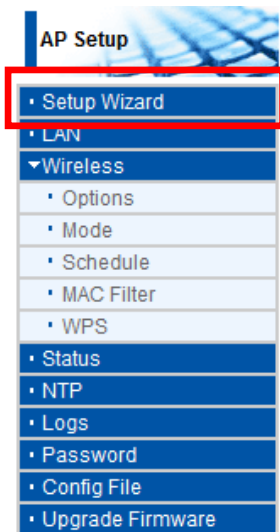 AP Setup
• Setup Wizard
• LAN
▼Wireless
• Options
• Mode
• Schedule
• MAC Filter
• WPS
• Status
• NTP
• Logs
• Password
• Config File
• Upgrade Firmware